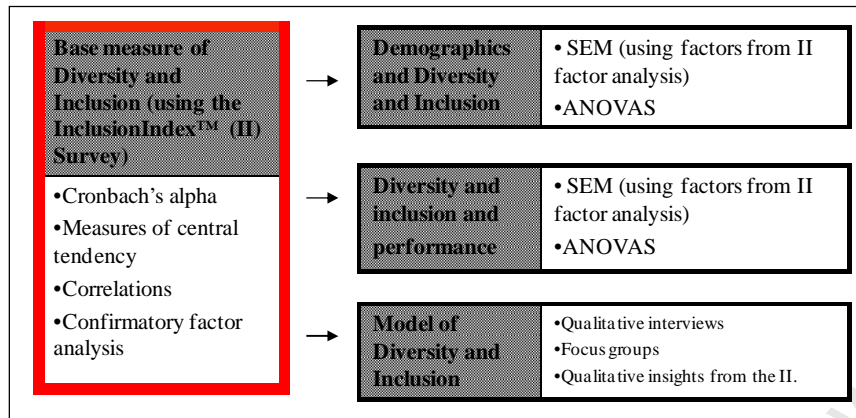 Base measure of
Diversity and
Inclusion (using the
InclusionIndex™ (II)
Survey)
•Cronbach's alpha
•Measures of central
tendency
•Correlations
•Confirmatory factor
analysis
Demographics
and Diversity
and Inclusion
• SEM (using factors from II
factor analysis)
•ANOVAS
Diversity and
inclusion and
performance
• SEM (using factors from II
factor analysis)
•ANOVAS
Model of
Diversity and
Inclusion
•Qualitative interviews
•Focus groups
•Qualitative insights from the II.